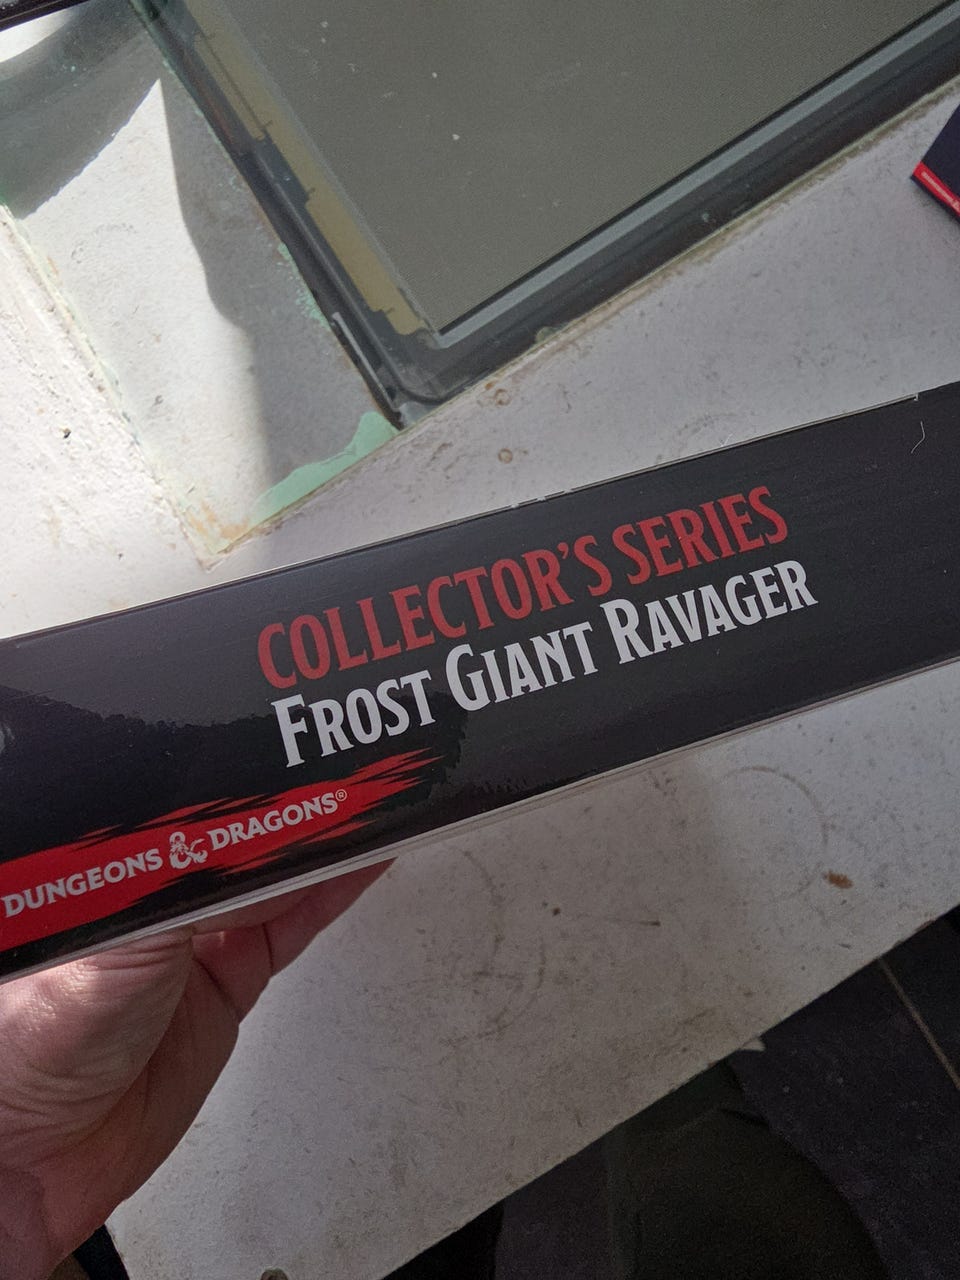 COLLECTOR'S SERIES
FROST GIANT RAVAGER
DUNGEONS & DRAGONS®